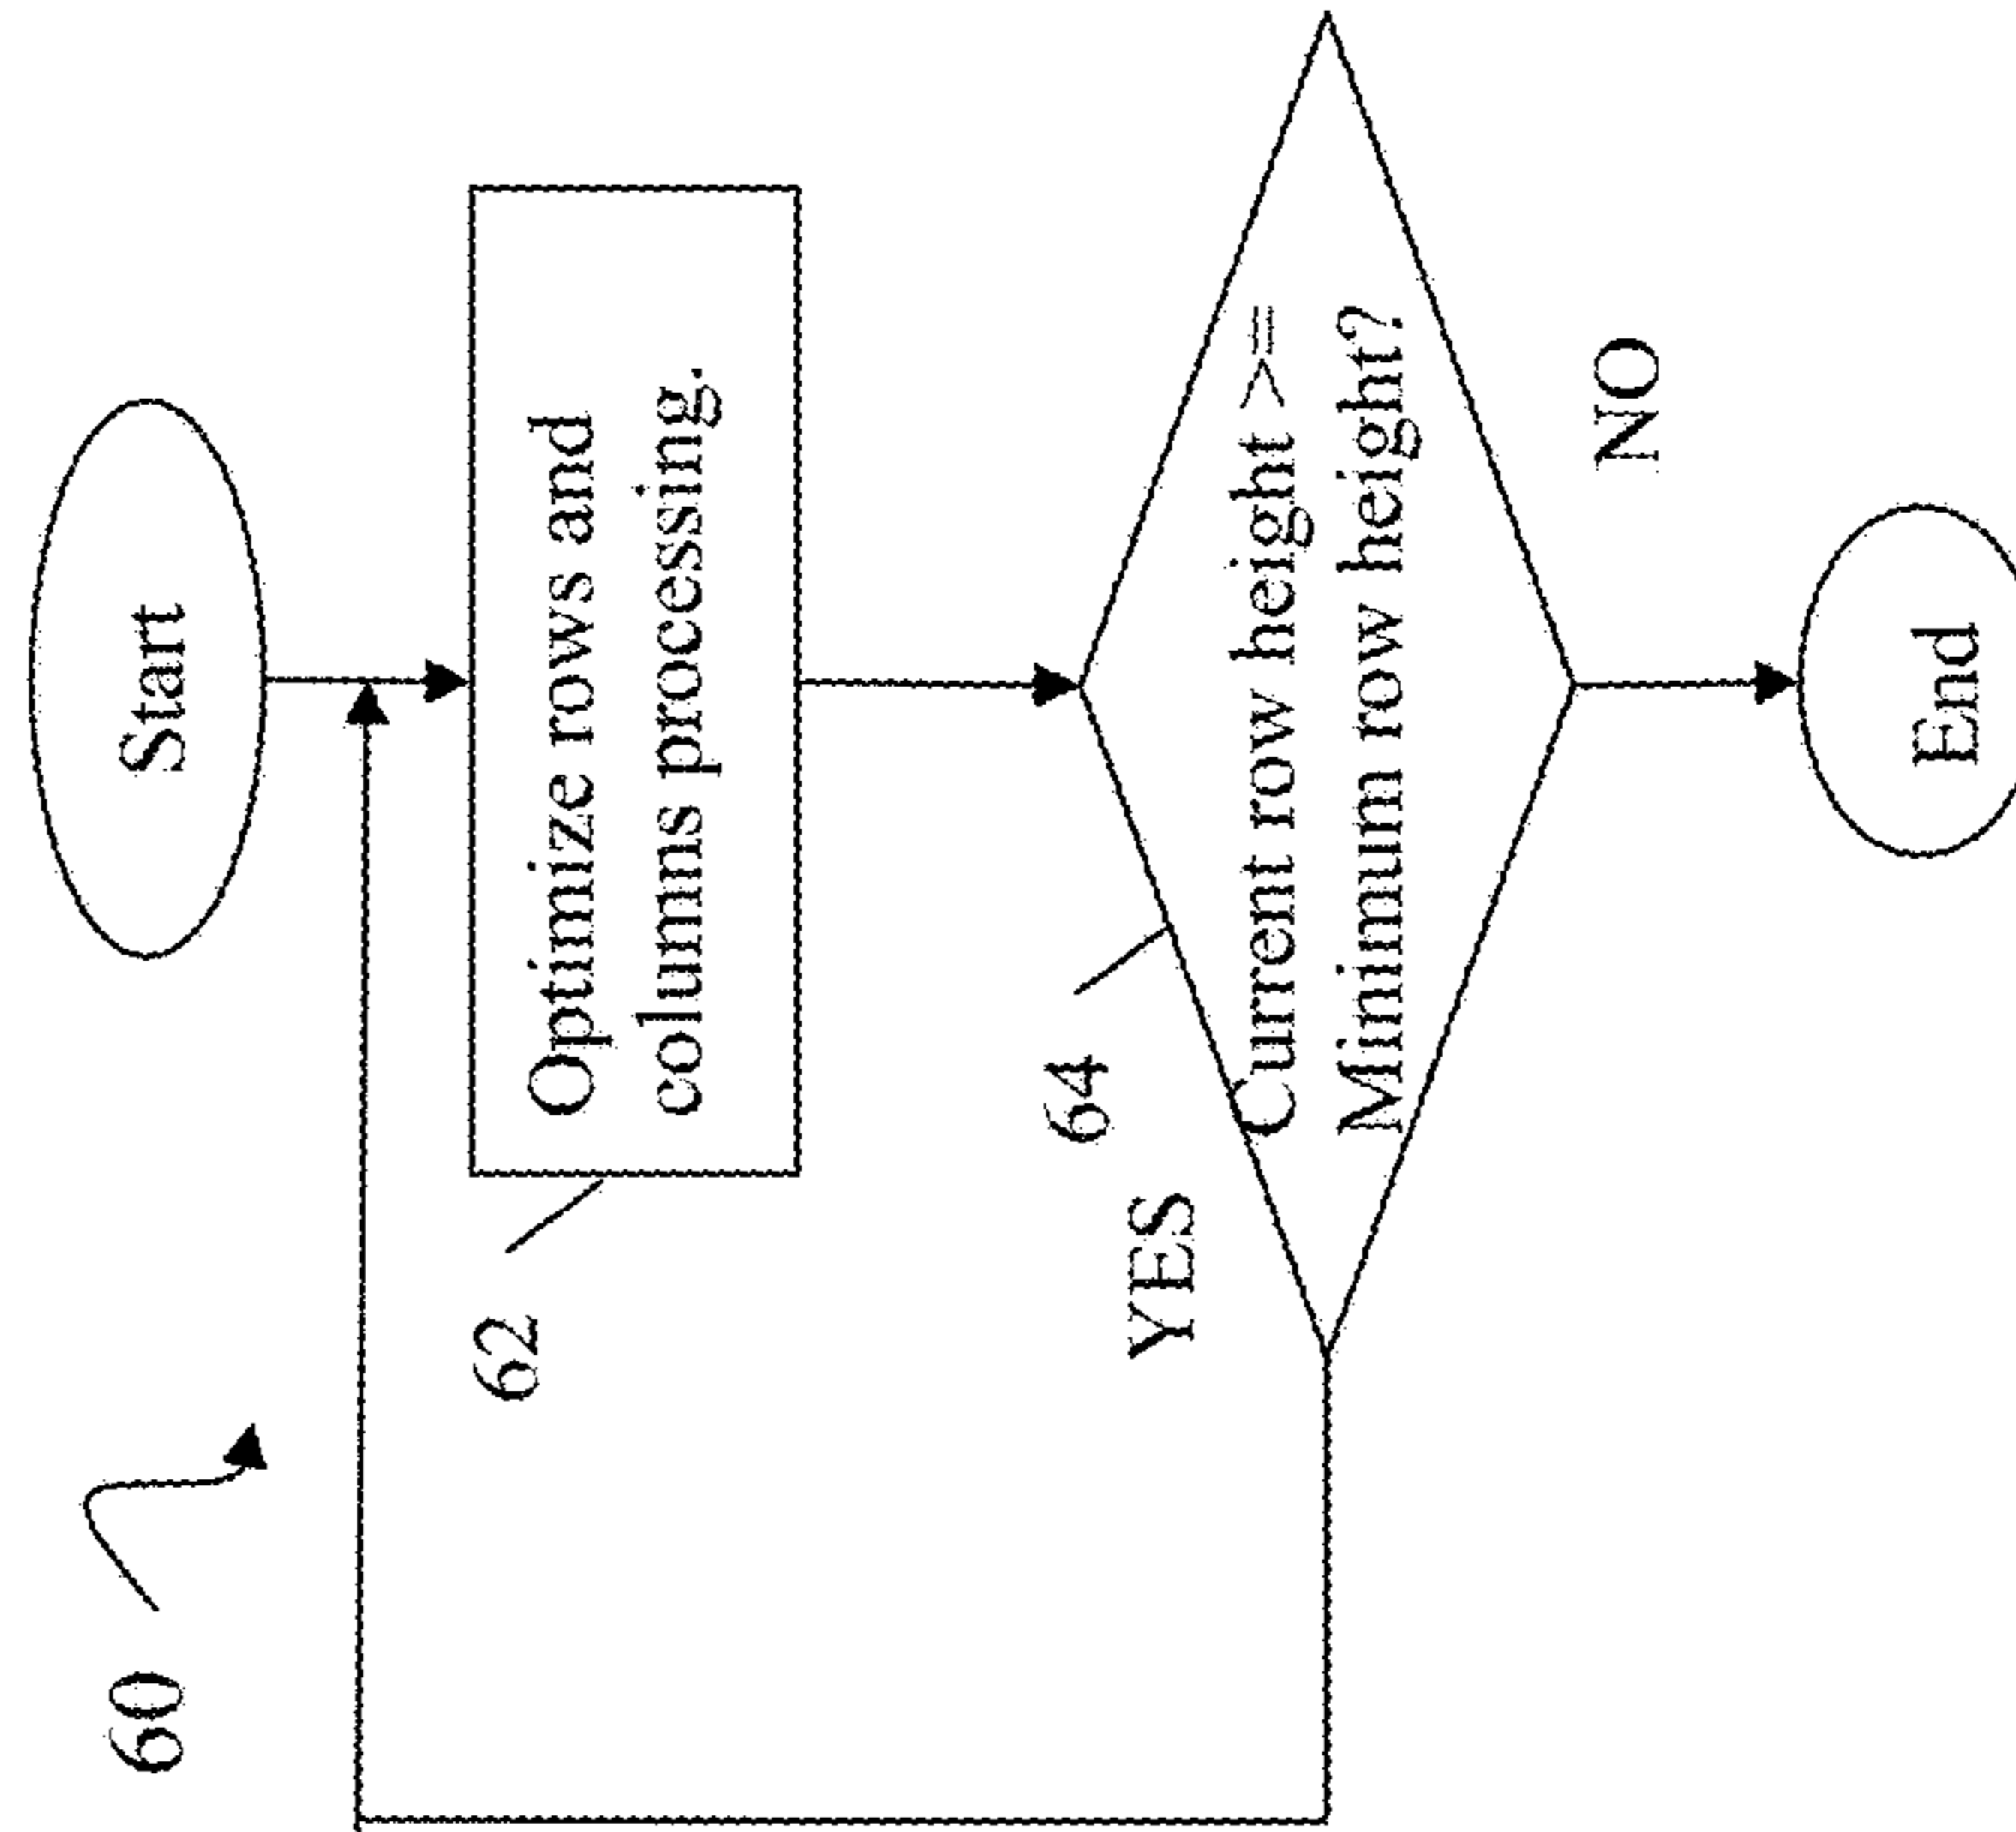 60
Start
62
Optimize rows and
columns processing.
64
YES
Current row height >=
Minimum row height?
NO
End